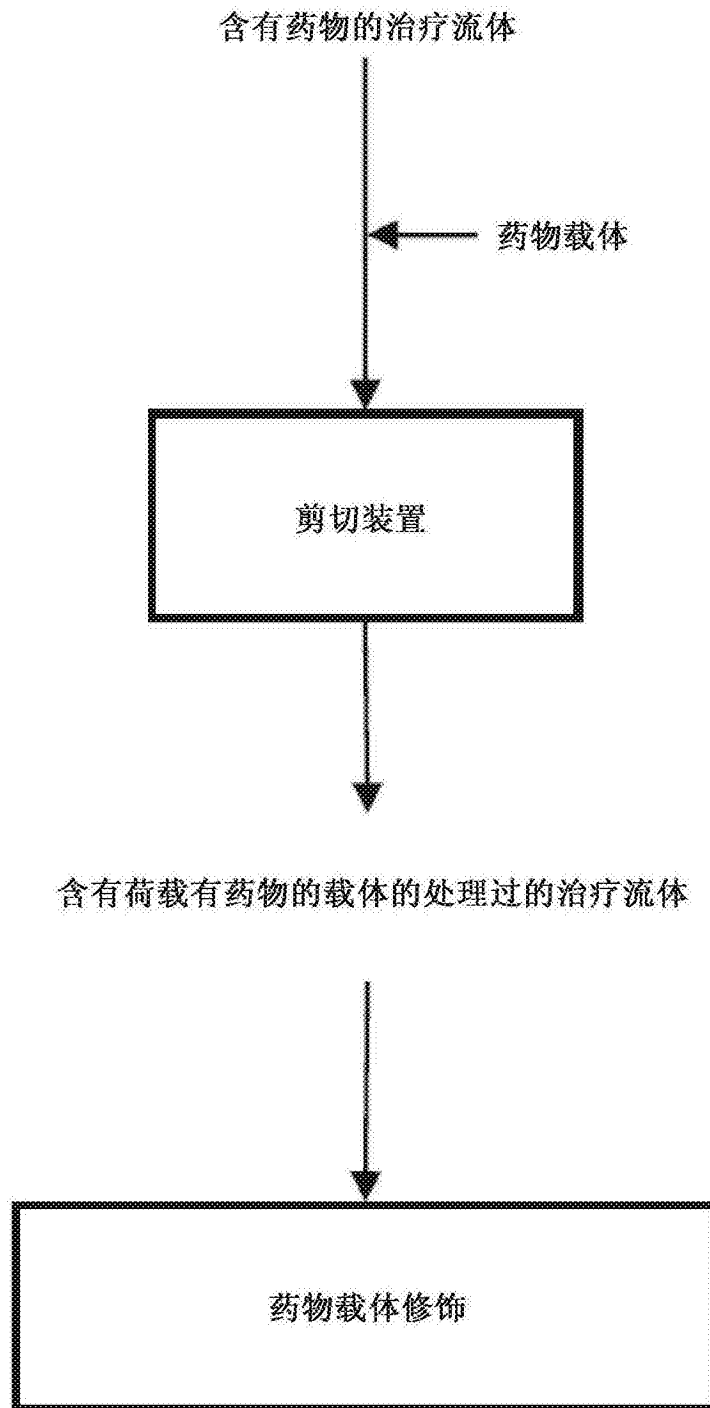 含有药物的治疗流体
药物载体
剪切装置
含有荷载有药物的载体的处理过的治疗流体
药物载体修饰